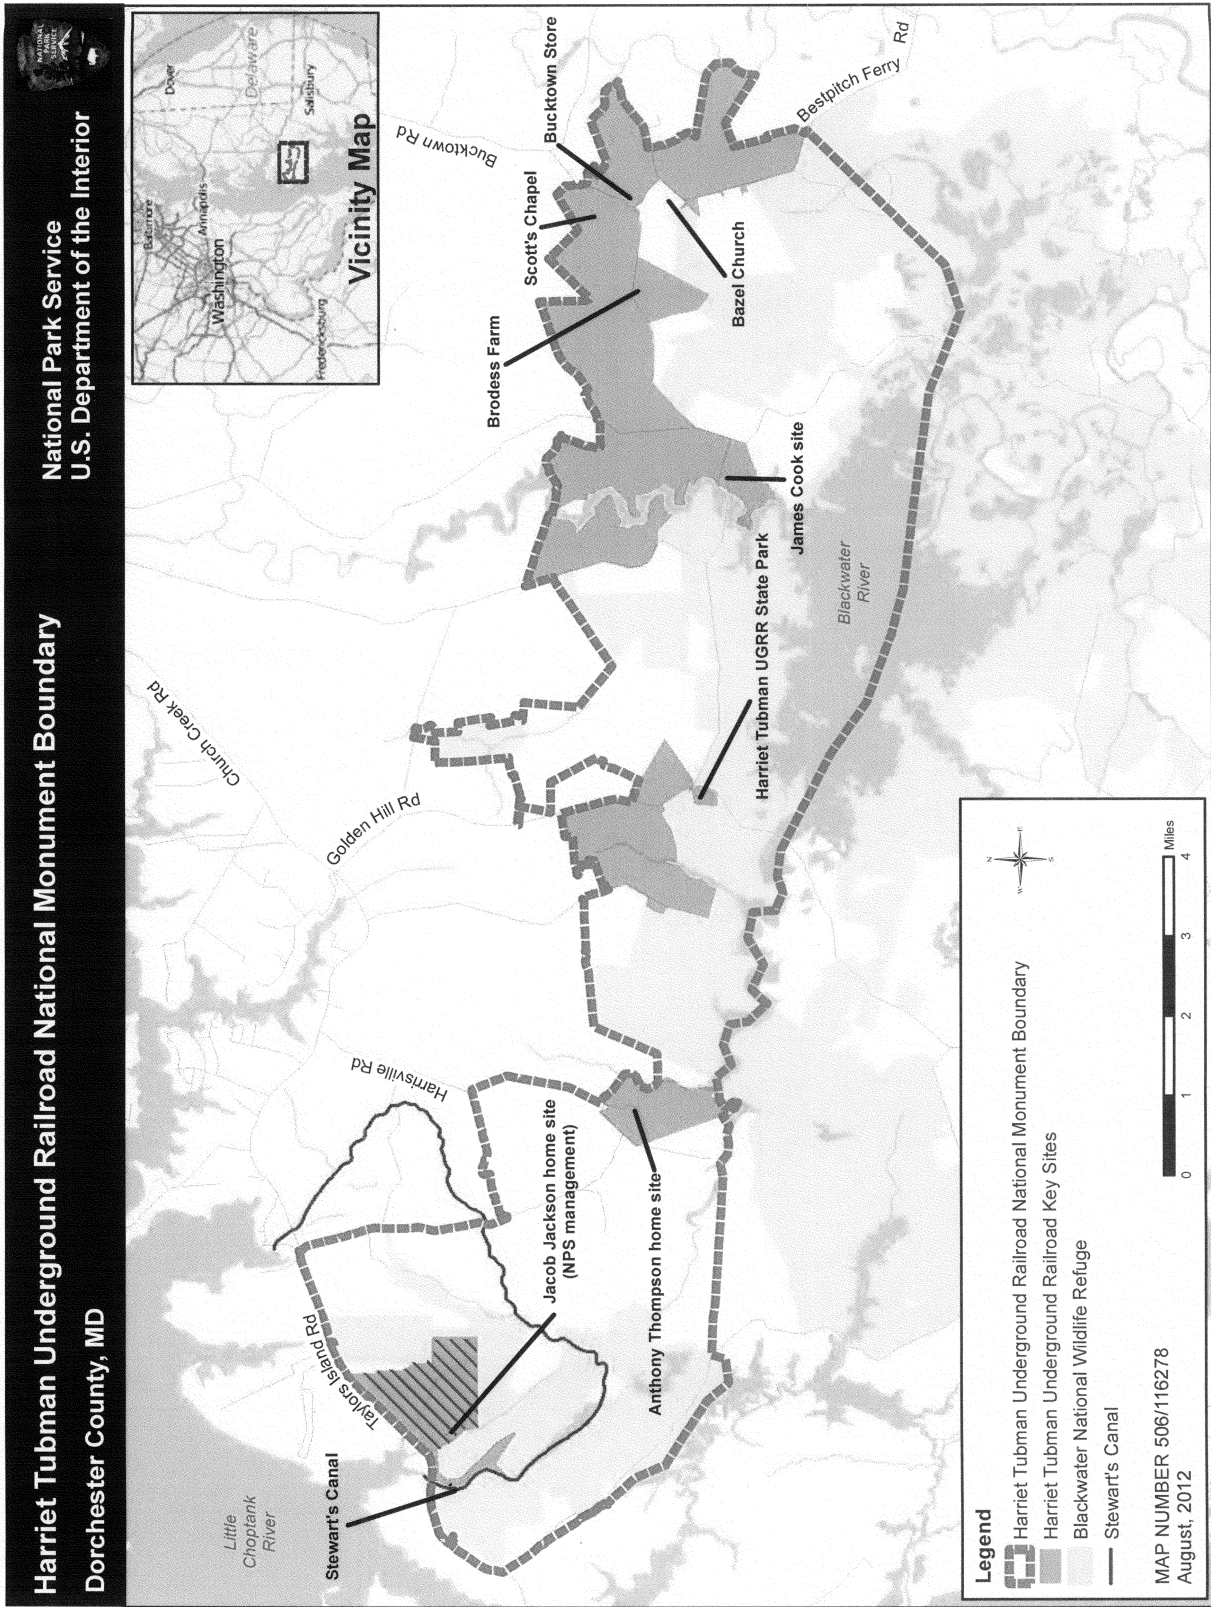 Harriet Tubman Underground Railroad National Monument Boundary
Dorchester County, MD
National Park Service
U.S. Department of the Interior
NATIONAL
PARK
SERVICE
Little
Choptank
River
Stewart's Canal
Taylors Island Rd
Jacob Jackson home site
(NPS management)
Anthony Thompson home site
Harrisville Rd
Church Creek Rd
Golden Hill Rd
Harriet Tubman UGRR State Park
Blackwater
River
James Cook site
Brodess Farm
Scott's Chapel
Bazel Church
Bucktown Store
Bucktown Rd
Bestpitch Ferry
Rd
Baltimore
Annapolis
Washington
Fredericksburg
Dover
Delaware
Salisbury
Vicinity Map
Legend
Harriet Tubman Underground Railroad National Monument Boundary
Harriet Tubman Underground Railroad Key Sites
Blackwater National Wildlife Refuge
Stewart's Canal
MAP NUMBER 506/116278
August, 2012
N
W
E
S
0 1 2 3 4
Miles